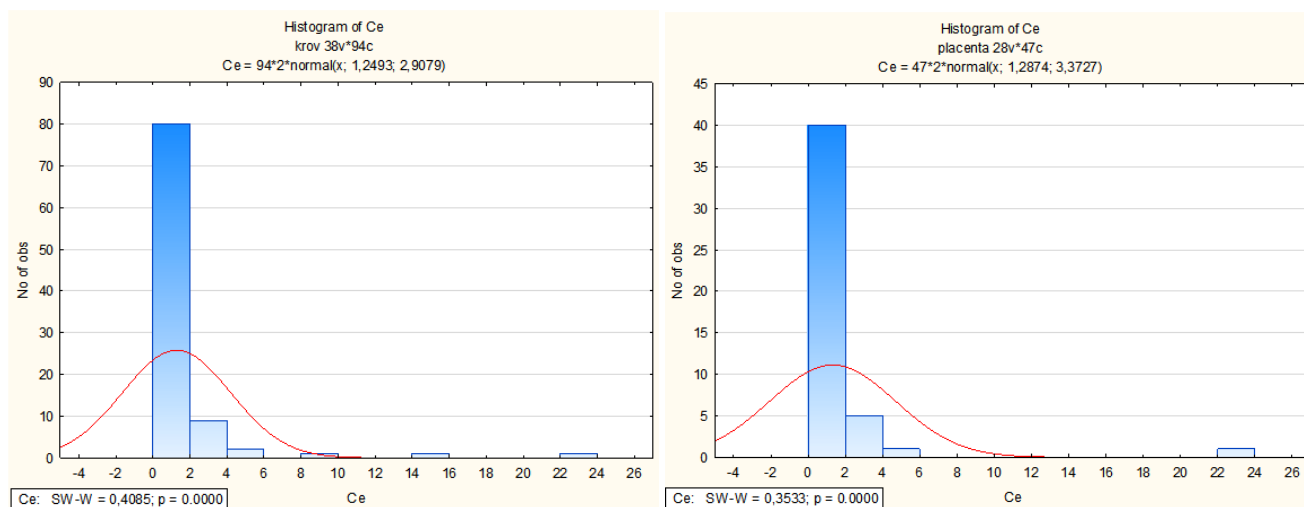 Histogram of Ce
krov 38v*94c
Ce = 94*2*normal(x; 1,2493; 2,9079)
90
80
70
60
50
40
30
20
10
0
No of obs
-4 -2 0 2 4 6 8 10 12 14 16 18 20 22 24 26
Ce
Ce: SW-W = 0,4085; p = 0.0000
Histogram of Ce
placenta 28v*47c
Ce = 47*2*normal(x; 1,2874; 3,3727)
45
40
35
30
25
20
15
10
5
0
No of obs
-4 -2 0 2 4 6 8 10 12 14 16 18 20 22 24 26
Ce
Ce: SW-W = 0,3533; p = 0.0000